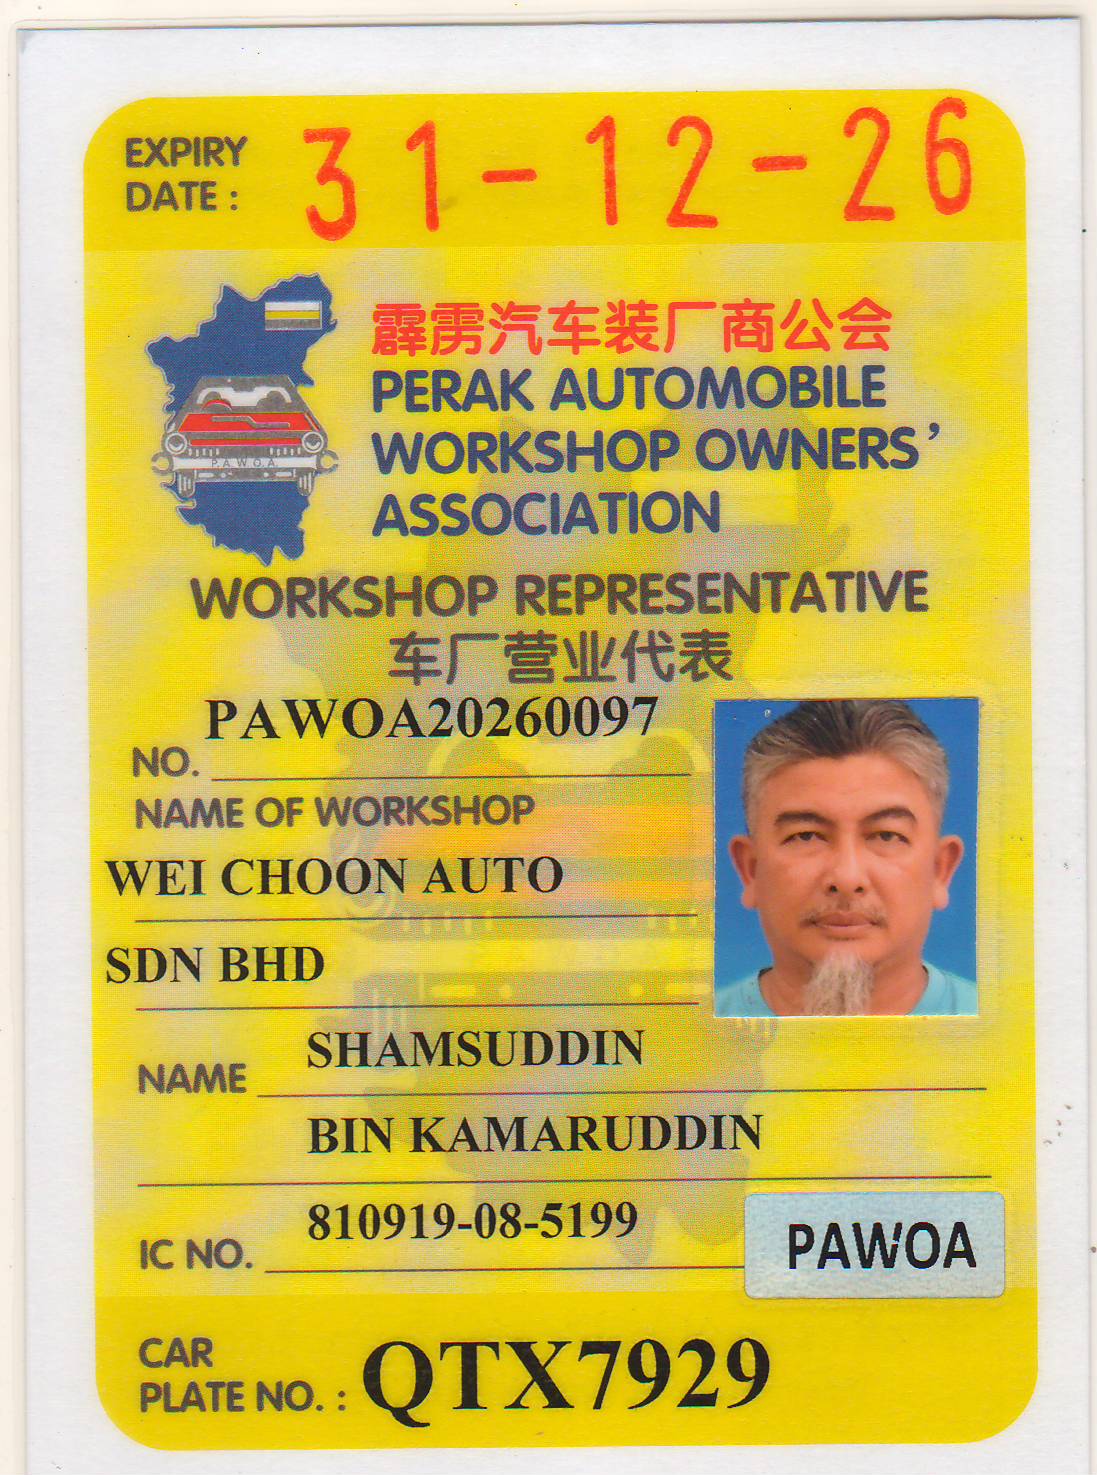 EXPIRY
DATE : 31-12-26
P.A.W.O.A.
霹雳汽车装厂商公会
PERAK AUTOMOBILE
WORKSHOP OWNERS'
ASSOCIATION
WORKSHOP REPRESENTATIVE
车厂营业代表
NO. PAWOA20260097
NAME OF WORKSHOP
WEI CHOON AUTO
SDN BHD
NAME SHAMSUDDIN
BIN KAMARUDDIN
IC NO. 810919-08-5199
PAWOA
CAR
PLATE NO. : QTX7929